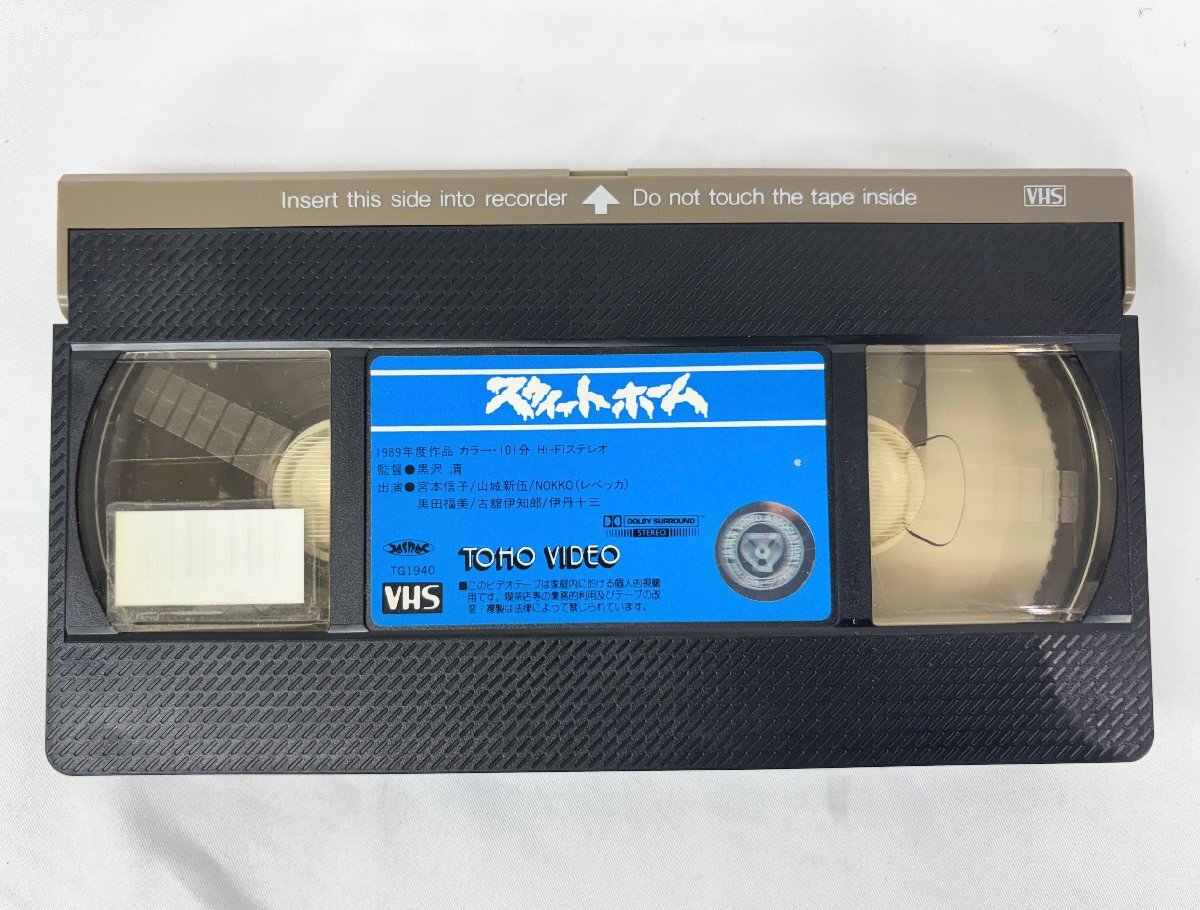 Insert this side into recorder Do not touch the tape inside VHS
スウィートホーム
1989年度作品 カラー・101分 Hi-Fiステレオ
監督●黒沢 清
出演●宮本信子/山城新伍/NOKKO(レベッカ)
黒田福美/古舘伊知郎/伊丹十三
DOLBY SURROUND
STEREO
JASRAC
TOHO VIDEO
TG1940
VHS
■このビデオテープは家庭内に於ける個人的視聴
用です。喫茶店等の業務的利用及びテープの改
変・複製は法律によって禁じられています。